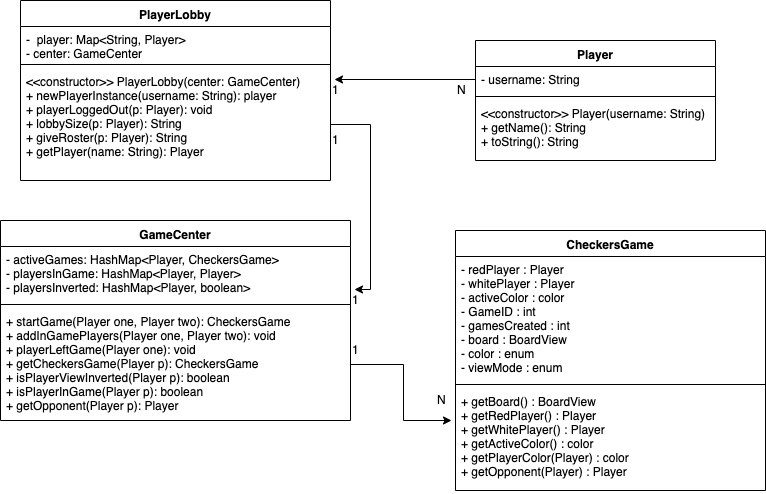 PlayerLobby
- player: Map<String, Player>
- center: GameCenter
<<constructor>> PlayerLobby(center: GameCenter)
+ newPlayerInstance(username: String): player
+ playerLoggedOut(p: Player): void
+ lobbySize(p: Player): String
+ giveRoster(p: Player): String
+ getPlayer(name: String): Player
Player
- username: String
<<constructor>> Player(username: String)
+ getName(): String
+ toString(): String
1
N
1
1
GameCenter
- activeGames: HashMap<Player, CheckersGame>
- playersInGame: HashMap<Player, Player>
- playersInverted: HashMap<Player, boolean>
+ startGame(Player one, Player two): CheckersGame
+ addInGamePlayers(Player one, Player two): void
+ playerLeftGame(Player one): void
+ getCheckersGame(Player p): CheckersGame
+ isPlayerViewInverted(Player p): boolean
+ isPlayerInGame(Player p): boolean
+ getOpponent(Player p): Player
1
N
CheckersGame
- redPlayer : Player
- whitePlayer : Player
- activeColor : color
- GameID : int
- gamesCreated : int
- board : BoardView
- color : enum
- viewMode : enum
+ getBoard() : BoardView
+ getRedPlayer() : Player
+ getWhitePlayer() : Player
+ getActiveColor() : color
+ getPlayerColor(Player) : color
+ getOpponent(Player) : Player